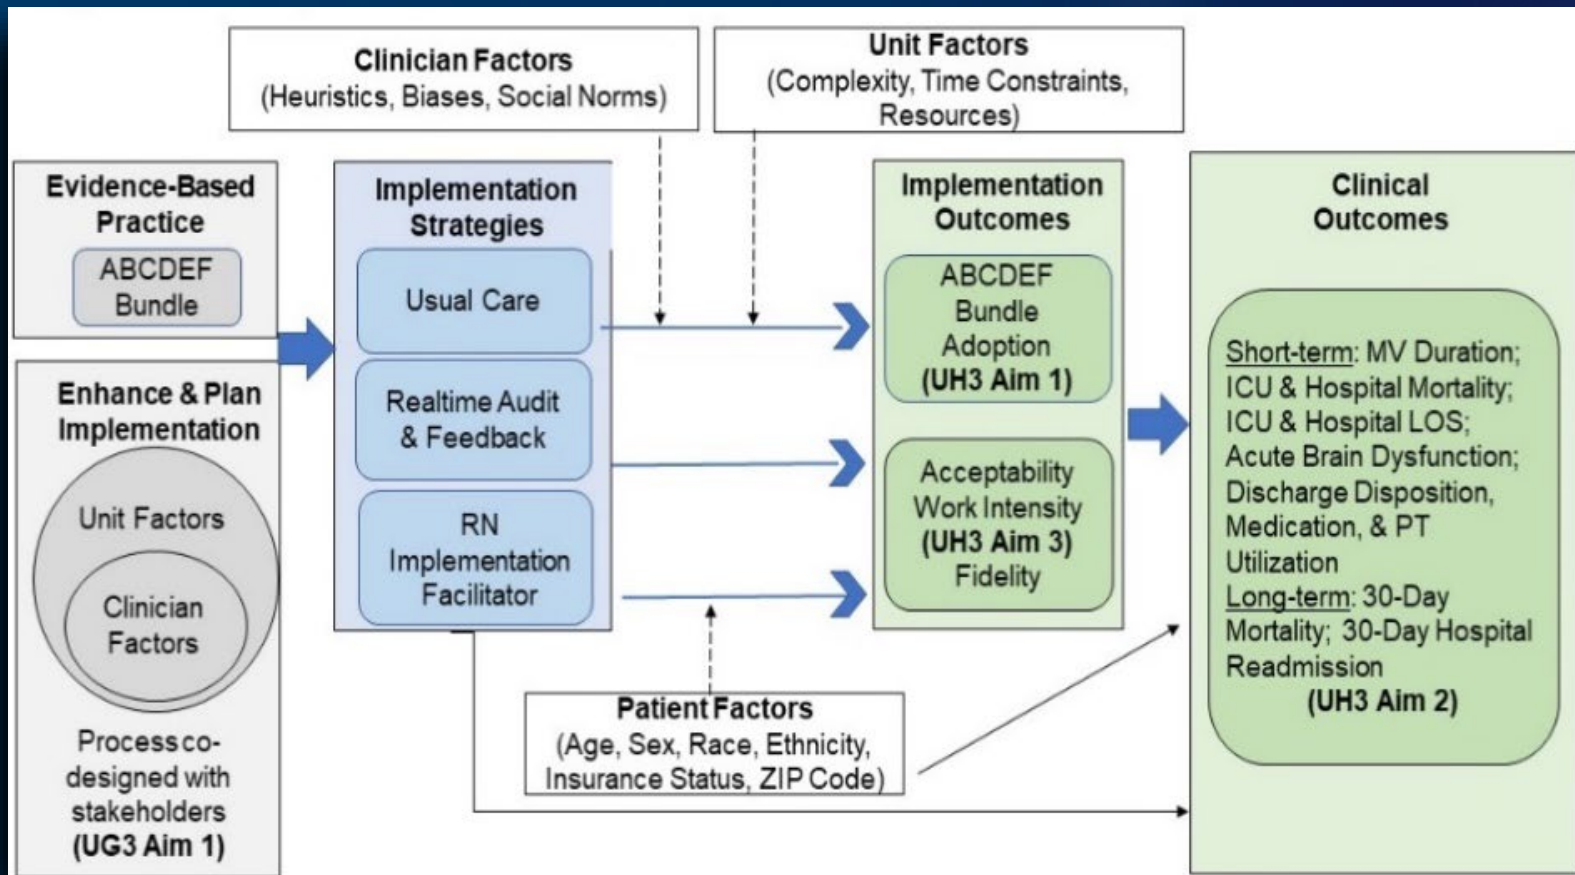 Clinician Factors
(Heuristics, Biases, Social Norms)
Unit Factors
(Complexity, Time Constraints,
Resources)
Evidence-Based
Practice
ABCDEF
Bundle
Enhance & Plan
Implementation
Unit Factors
Clinician
Factors
Process co-
designed with
stakeholders
(UG3 Aim 1)
Implementation
Strategies
Usual Care
Realtime Audit
& Feedback
RN
Implementation
Facilitator
Patient Factors
(Age, Sex, Race, Ethnicity,
Insurance Status, ZIP Code)
Implementation
Outcomes
ABCDEF
Bundle
Adoption
(UH3 Aim 1)
Acceptability
Work Intensity
(UH3 Aim 3)
Fidelity
Clinical
Outcomes
Short-term: MV Duration;
ICU & Hospital Mortality;
ICU & Hospital LOS;
Acute Brain Dysfunction;
Discharge Disposition,
Medication, & PT
Utilization
Long-term: 30-Day
Mortality; 30-Day Hospital
Readmission
(UH3 Aim 2)